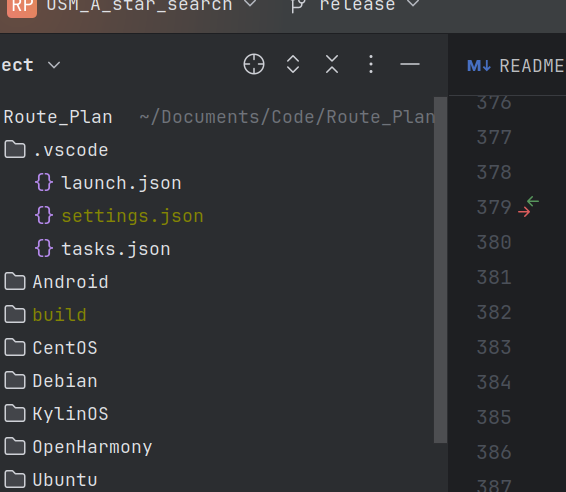 RP USM_A_star_search release
ect
README
Route_Plan ~/Documents/Code/Route_Plan
.vscode
{} launch.json
{} settings.json
{} tasks.json
Android
build
CentOS
Debian
KylinOS
OpenHarmony
Ubuntu
M↓
376
377
378
379
380
381
382
383
384
385
386
387